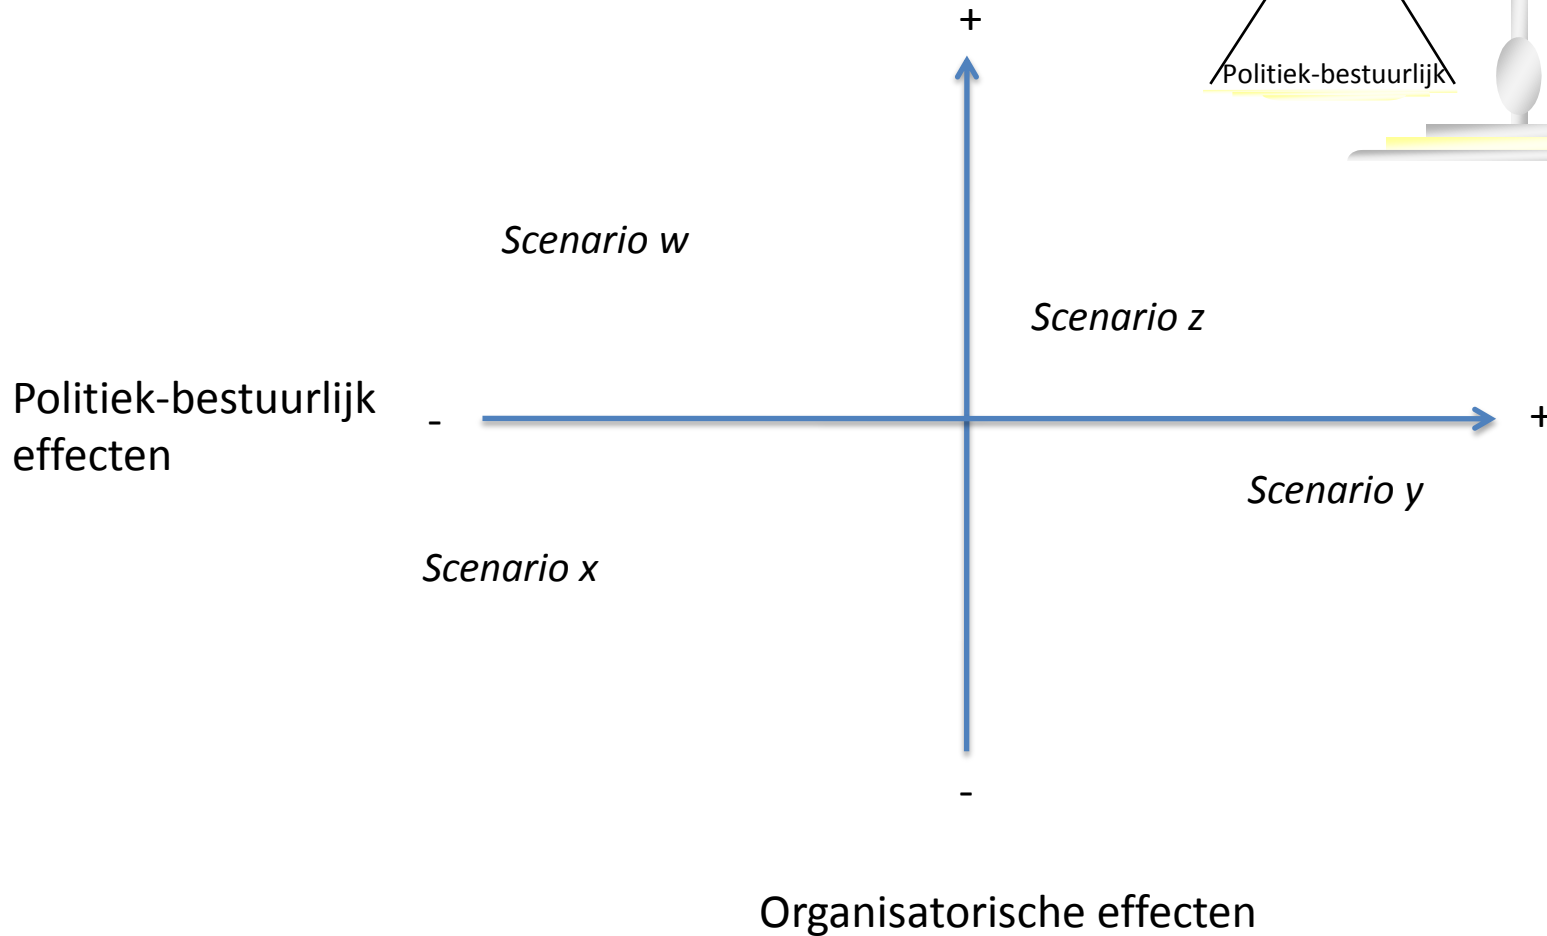 +
Politiek-bestuurlijk
Scenario w
Scenario z
Politiek-bestuurlijk
effecten
-
+
Scenario y
Scenario x
-
Organisatorische effecten